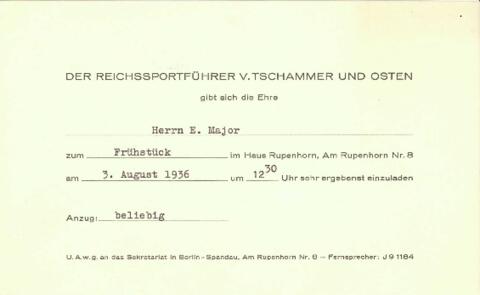 DER REICHSSPORTFÜHRER V. TSCHAMMER UND OSTEN
gibt sich die Ehre
Herrn E. Major
zum Frühstück im Haus Rupenhorn, Am Rupenhorn Nr. 8
am 3. August 1936 um 12 30 Uhr sehr ergebenst einzuladen
Anzug: beliebig
U. A. w. g. an das Sekretariat in Berlin-Spandau, Am Rupenhorn Nr. 8 – Fernsprecher: J 9 1184